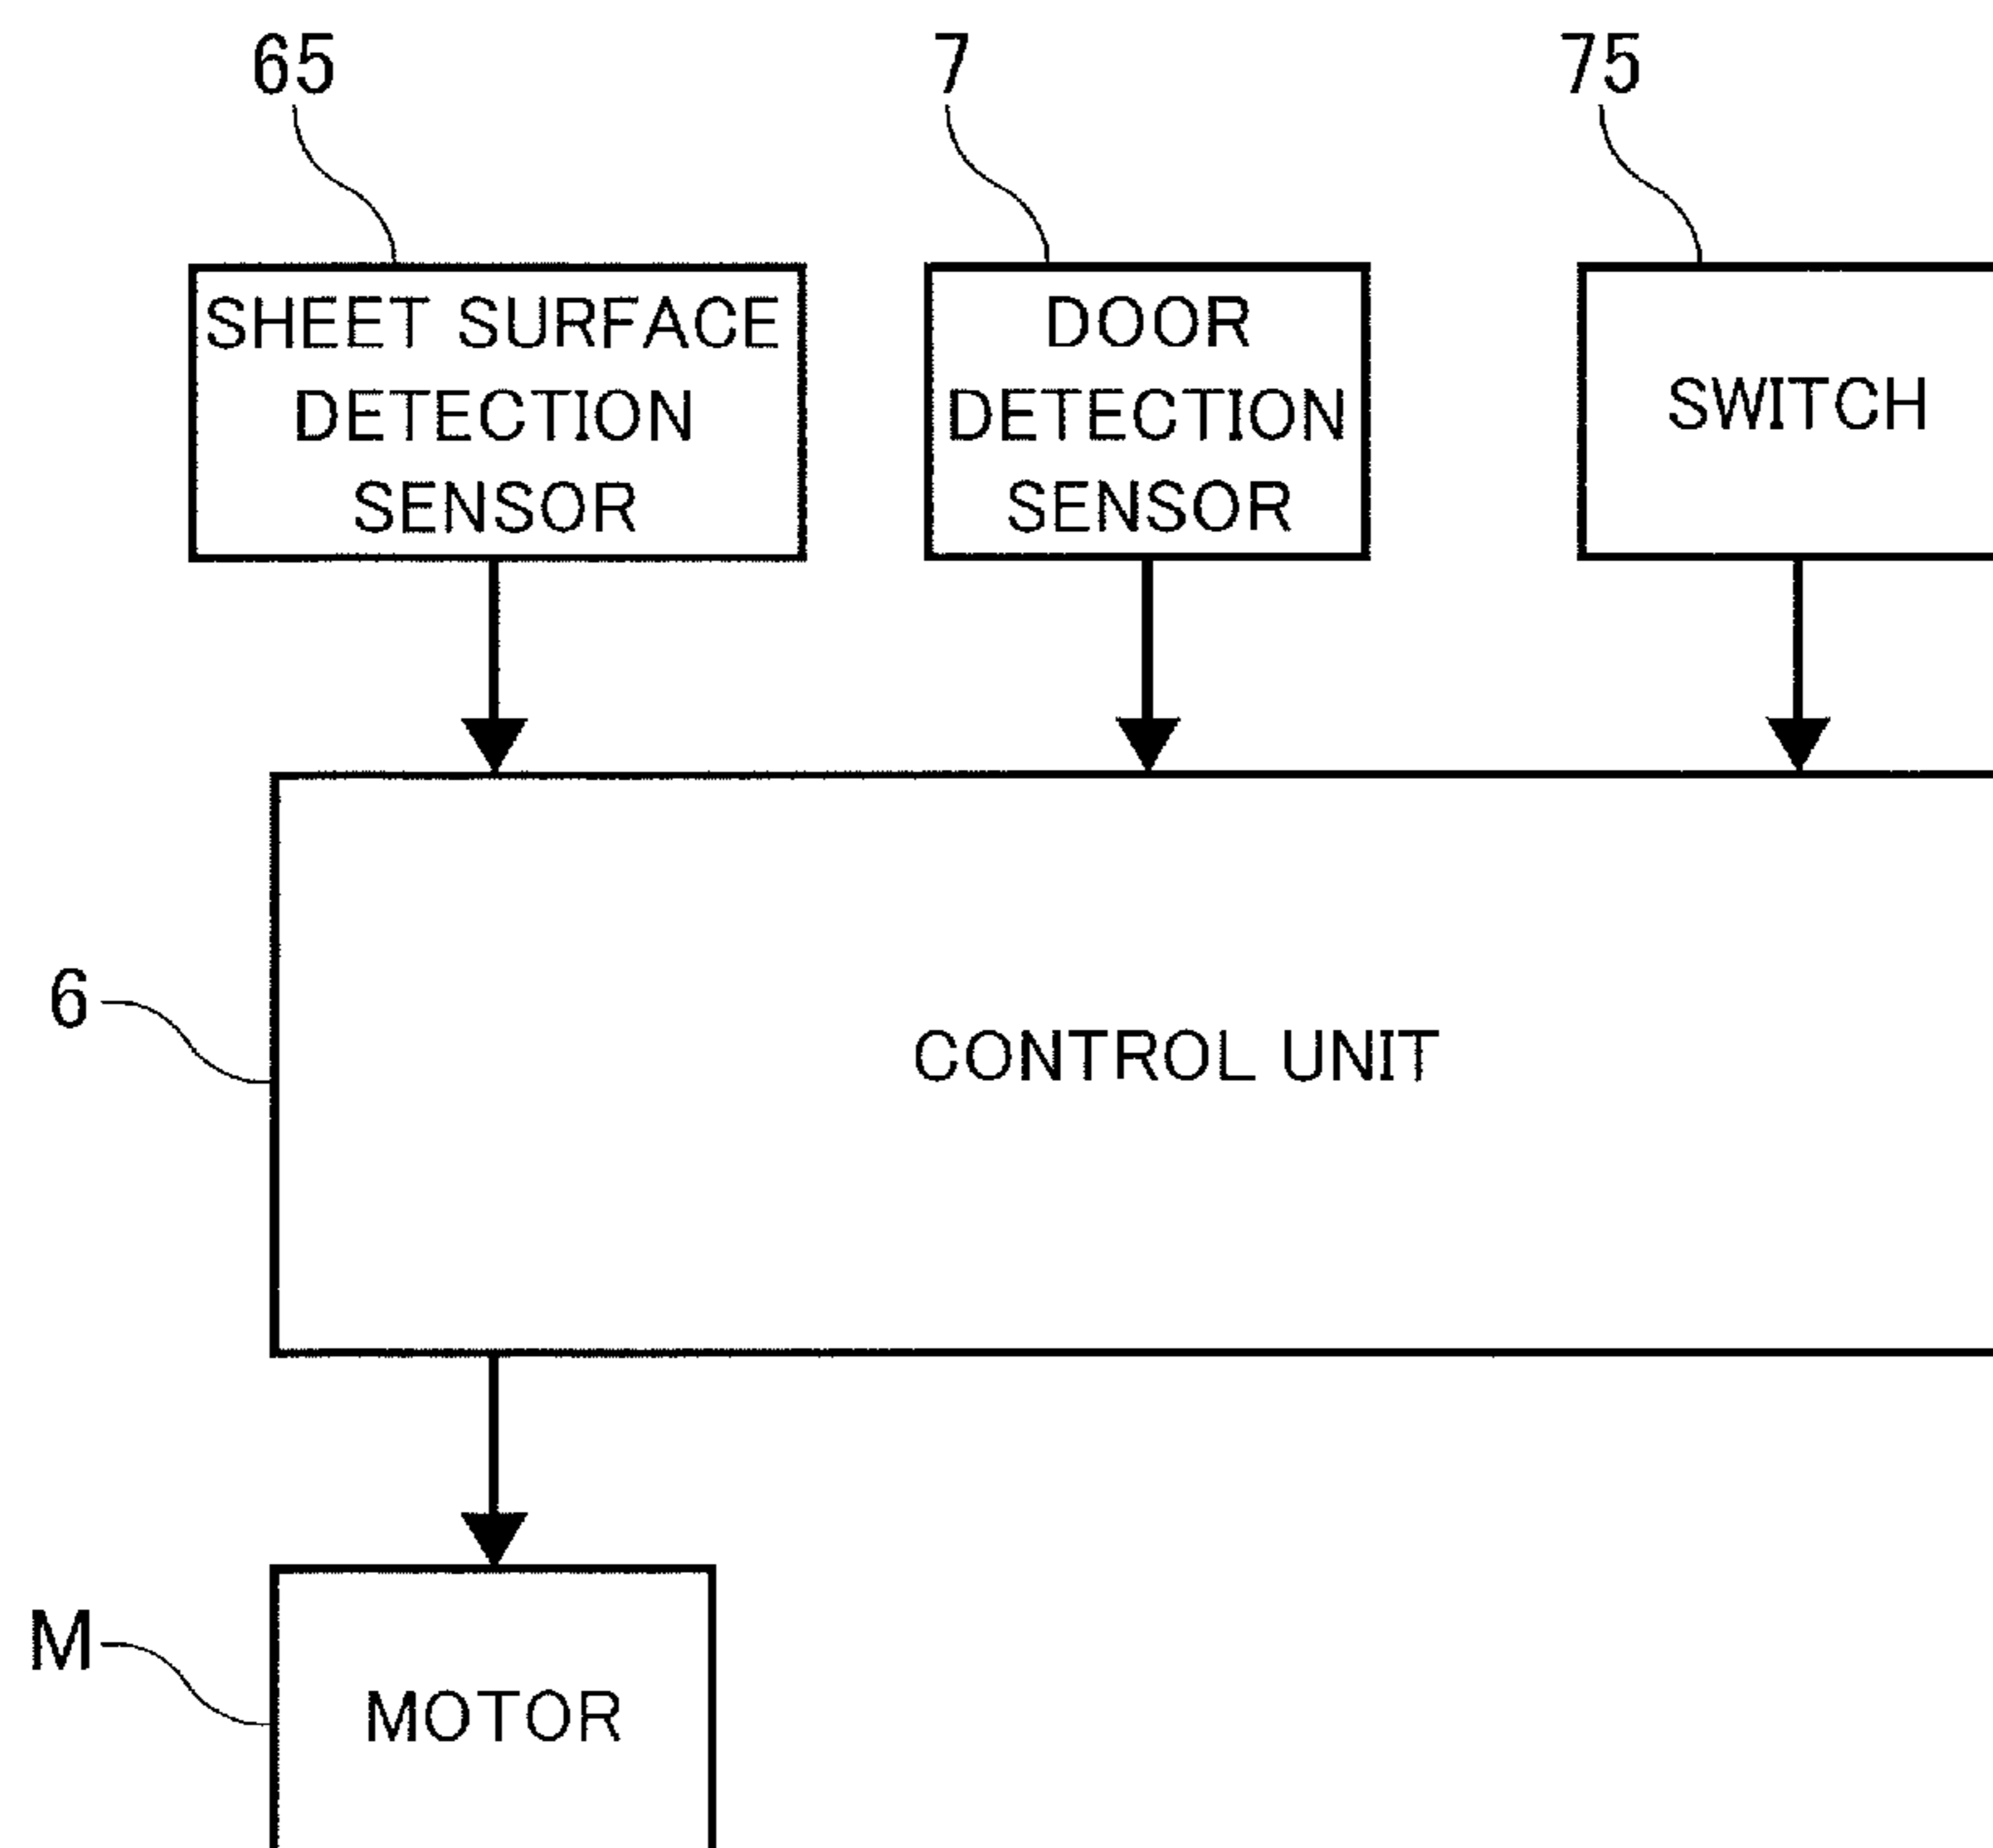 65
7
75
SHEET SURFACE
DETECTION
SENSOR
DOOR
DETECTION
SENSOR
SWITCH
6
CONTROL UNIT
M
MOTOR